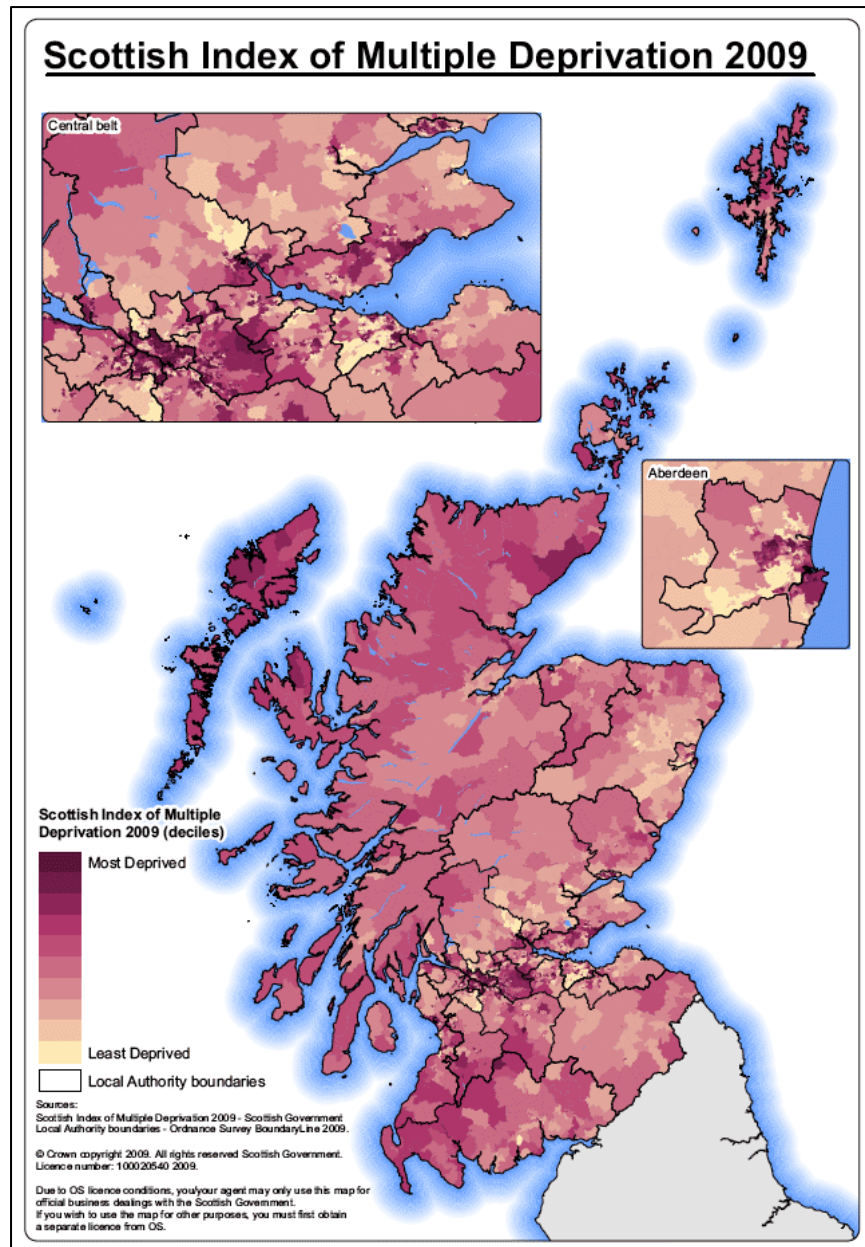 Scottish Index of Multiple Deprivation 2009
Central belt
Aberdeen
Scottish Index of Multiple
Deprivation 2009 (deciles)
Most Deprived
Least Deprived
Local Authority boundaries
Sources:
Scottish Index of Multiple Deprivation 2009 - Scottish Government
Local Authority boundaries - Ordnance Survey BoundaryLine 2009.
© Crown copyright 2009. All rights reserved Scottish Government.
Licence number: 100020540 2009.
Due to OS licence conditions, you/your agent may only use this map for
official business dealings with the Scottish Government.
If you wish to use the map for other purposes, you must first obtain
a separate licence from OS.